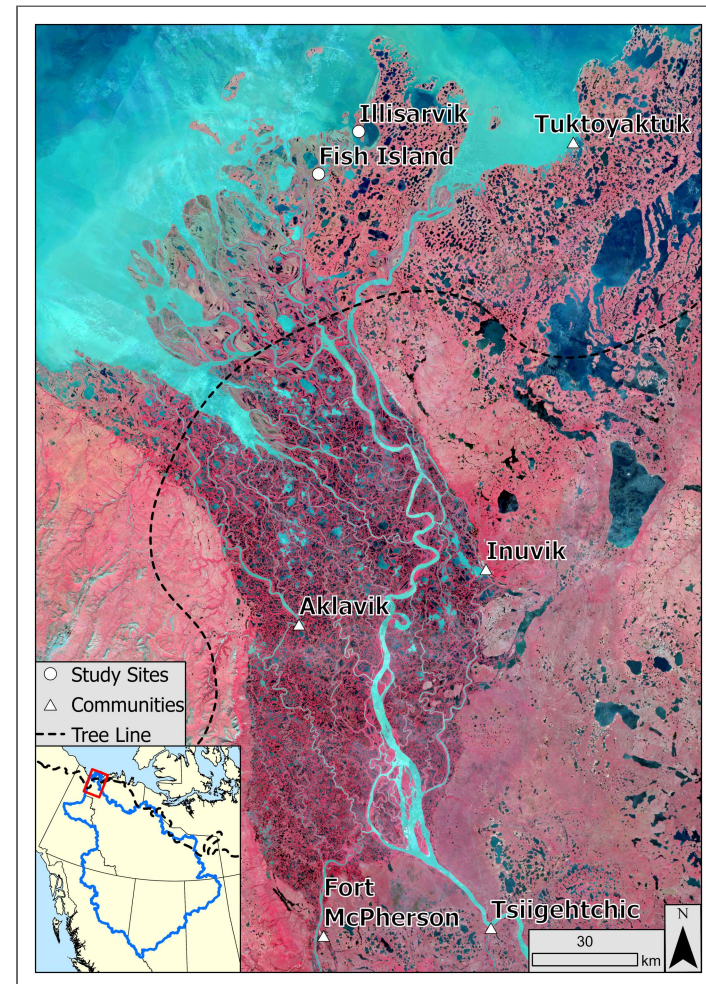 Illisarvik
Tuktoyaktuk
Fish Island
Inuvik
Aklavik
Study Sites
Communities
Tree Line
Fort
McPherson
Tsiigehtchic
N
30
km